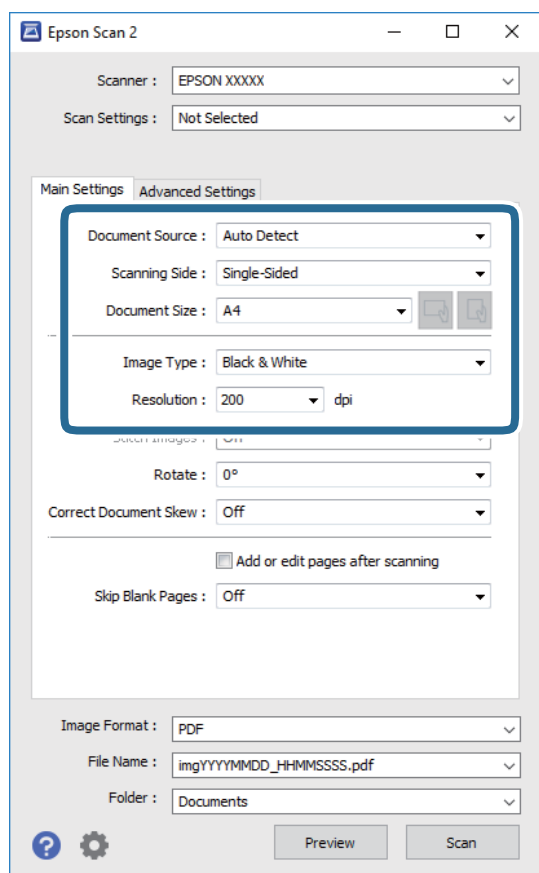 Epson Scan 2
Scanner : EPSON XXXXX
Scan Settings : Not Selected
Main Settings Advanced Settings
Document Source : Auto Detect
Scanning Side : Single-Sided
Document Size : A4
Image Type : Black & White
Resolution : 200 dpi
Stitch Images : Off
Rotate : 0°
Correct Document Skew : Off
Add or edit pages after scanning
Skip Blank Pages : Off
Image Format : PDF
File Name : imgYYYYMMDD_HHMMSSSS.pdf
Folder : Documents
? Preview Scan